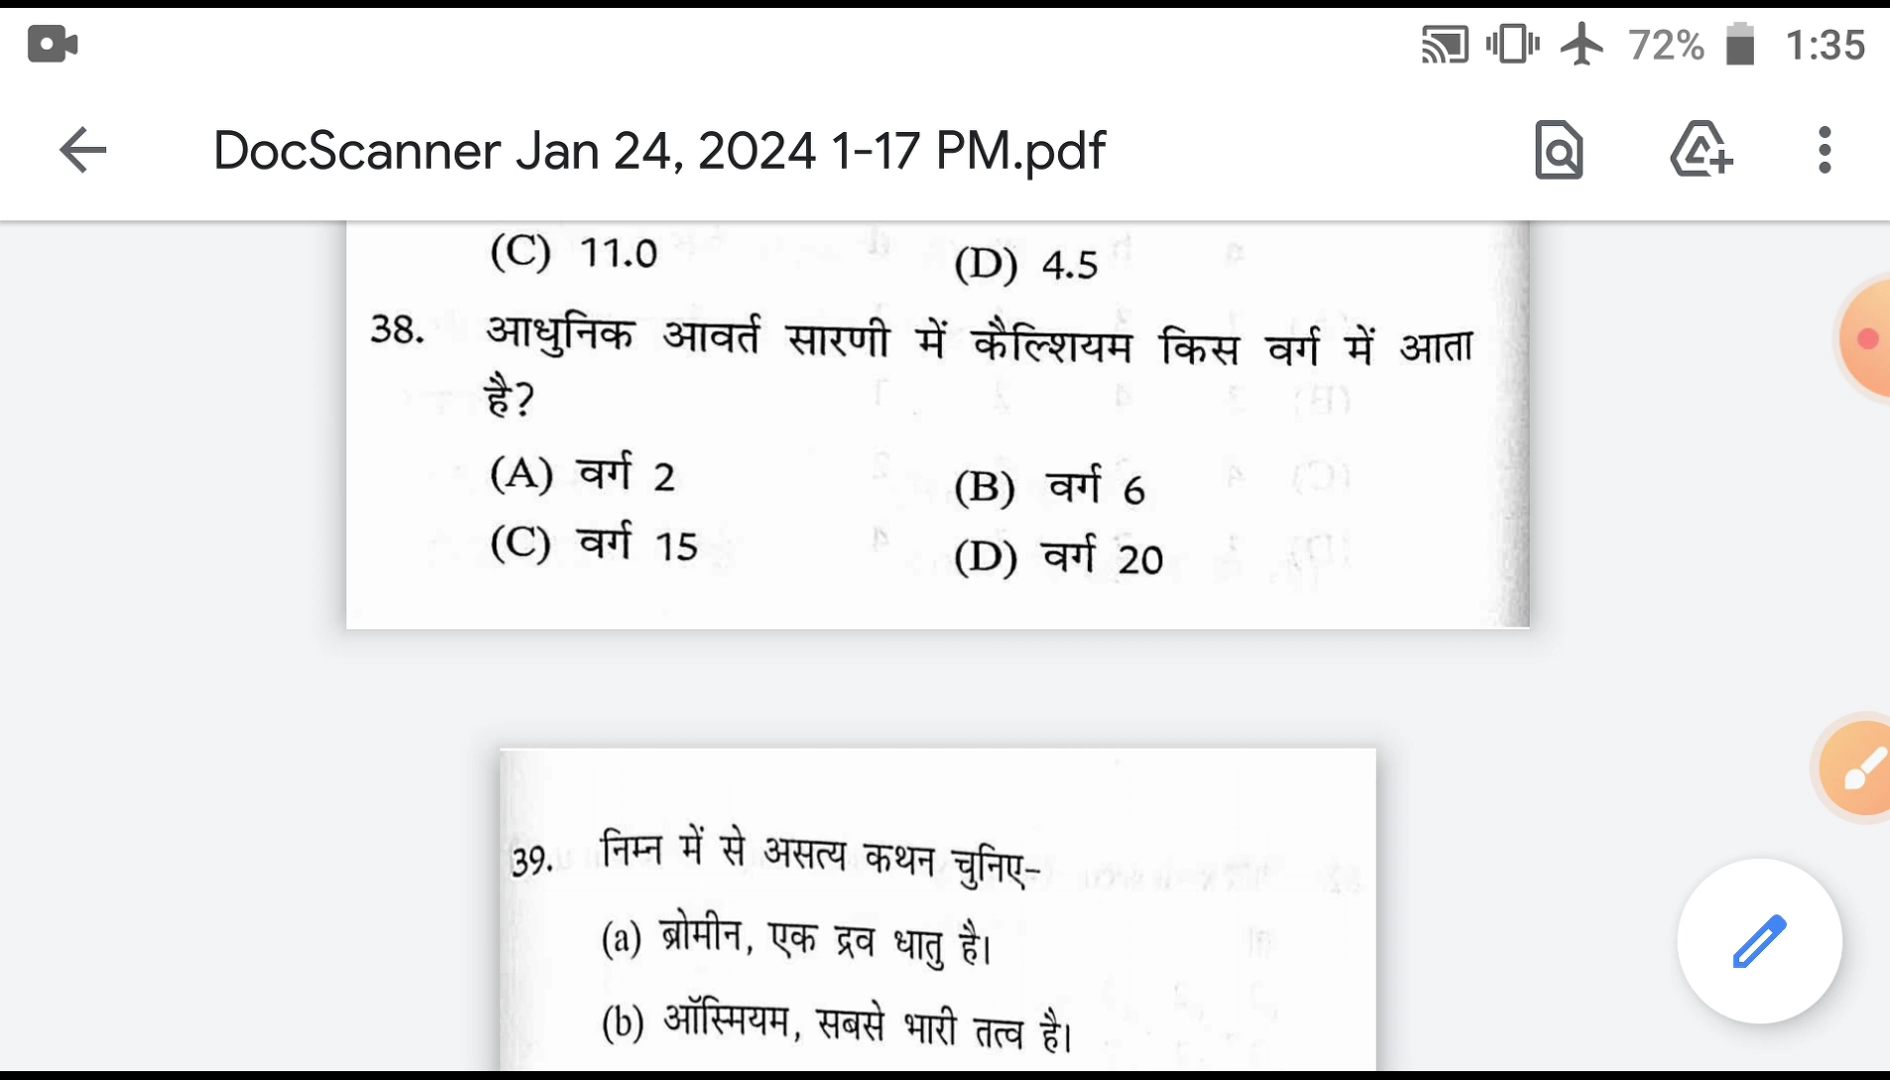 72% 1:35
DocScanner Jan 24, 2024 1-17 PM.pdf
(C) 11.0 (D) 4.5
38. आधुनिक आवर्त सारणी में कैल्शियम किस वर्ग में आता
है?
(A) वर्ग 2 (B) वर्ग 6
(C) वर्ग 15 (D) वर्ग 20
39. निम्न में से असत्य कथन चुनिए-
(a) ब्रोमीन, एक द्रव धातु है।
(b) ऑस्मियम, सबसे भारी तत्व है।